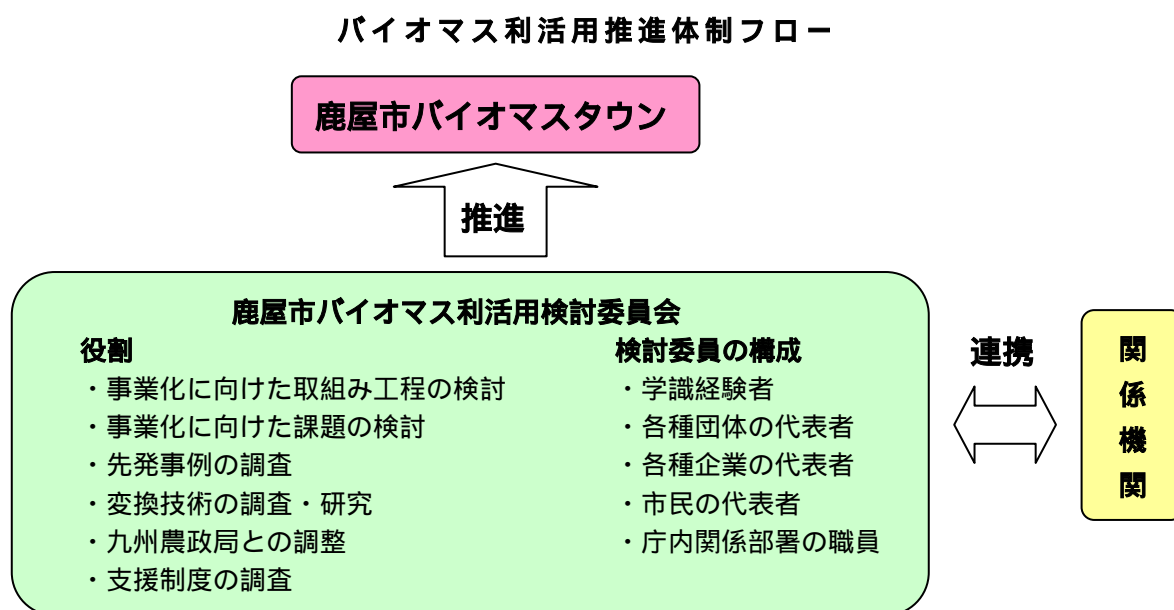 バイオマス利活用推進体制フロー
鹿屋市バイオマスタウン
推進
鹿屋市バイオマス利活用検討委員会
役割
・事業化に向けた取組み工程の検討
・事業化に向けた課題の検討
・先発事例の調査
・変換技術の調査・研究
・九州農政局との調整
・支援制度の調査
検討委員の構成
・学識経験者
・各種団体の代表者
・各種企業の代表者
・市民の代表者
・庁内関係部署の職員
連携
関係機関